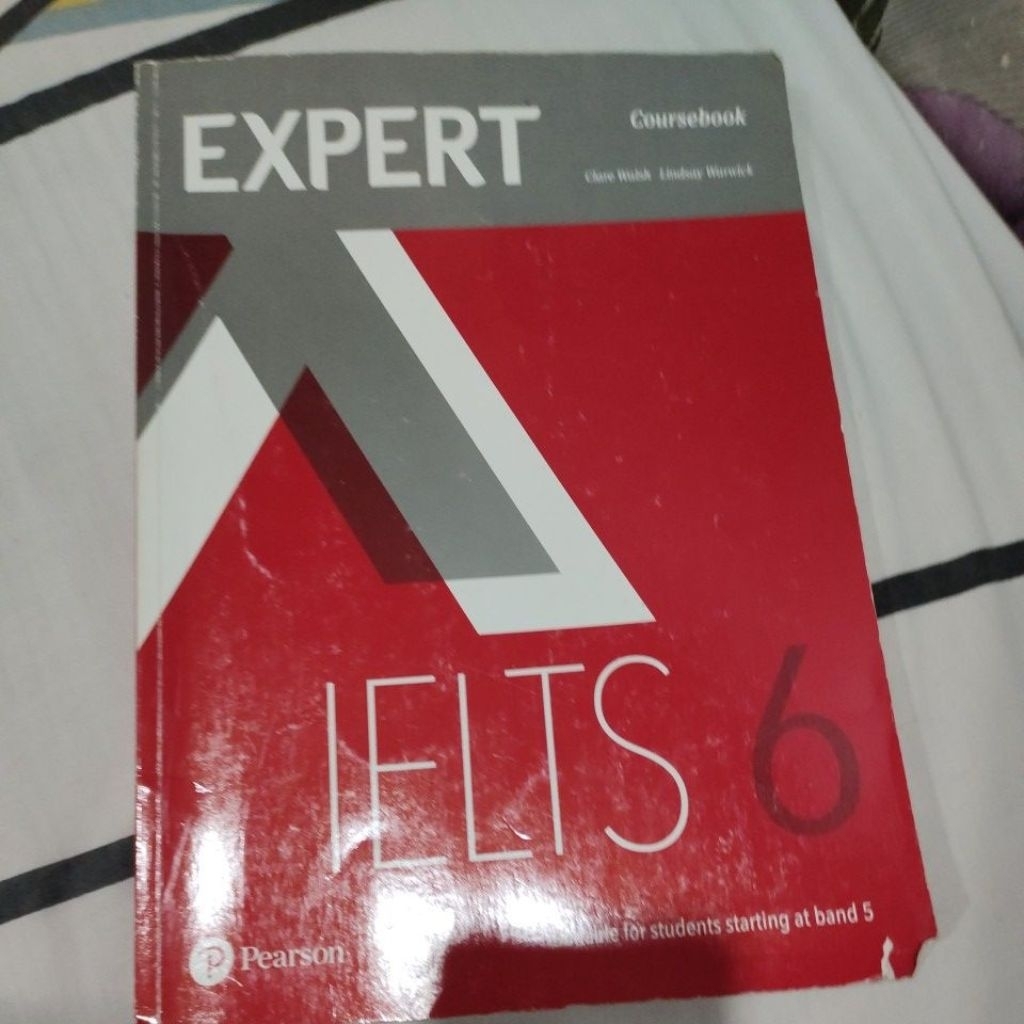 EXPERT
Coursebook
Clare Walsh Lindsay Warwick
IELTS 6
for students starting at band 5
Pearson